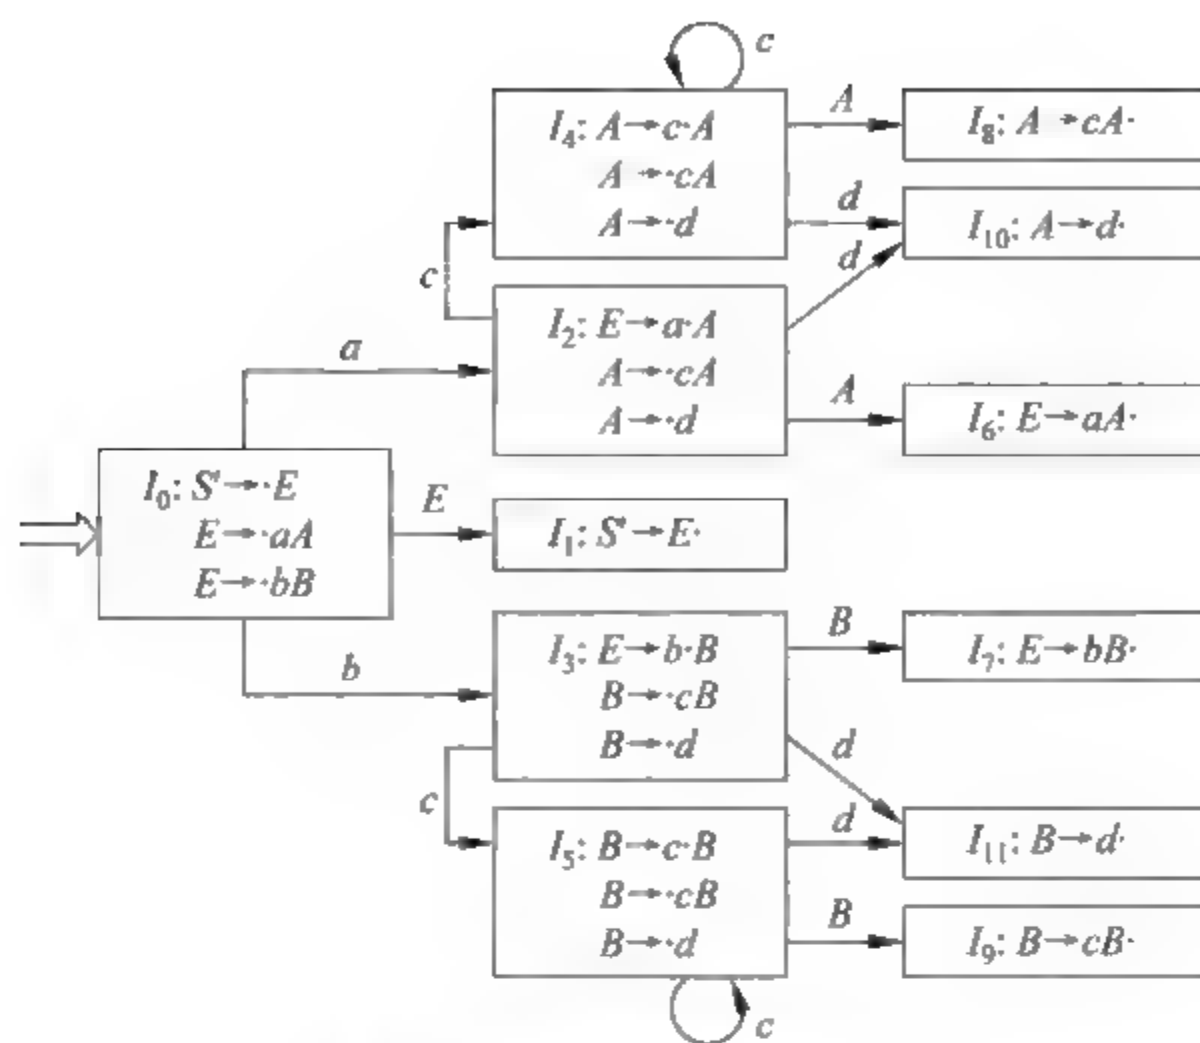 c
I₄: A→c·A
A→·cA
A→·d
A
I₈: A→cA·
d
I₁₀: A→d·
d
c
I₂: E→a·A
A→·cA
A→·d
a
A
I₆: E→aA·
I₀: S'→·E
E→·aA
E→·bB
E
I₁: S'→E·
b
I₃: E→b·B
B→·cB
B→·d
B
I₇: E→bB·
d
c
I₅: B→c·B
B→·cB
B→·d
d
I₁₁: B→d·
B
I₉: B→cB·
c